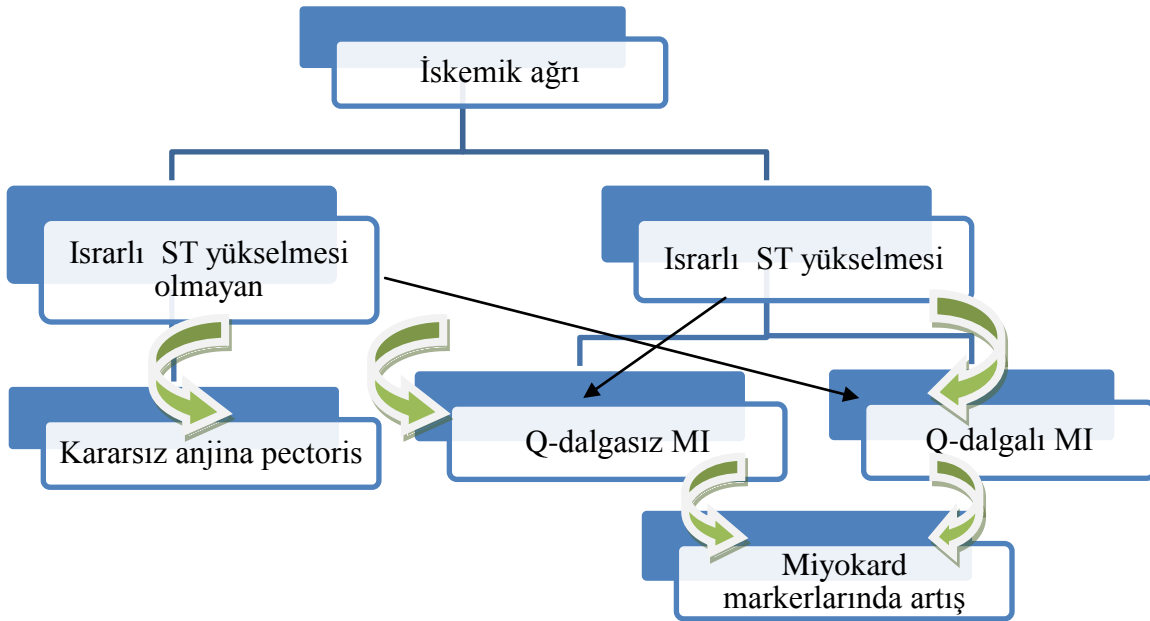 İskemik ağrı
Israrlı ST yükselmesi
olmayan
Israrlı ST yükselmesi
Kararsız anjina pectoris
Q-dalgasız MI
Q-dalgalı MI
Miyokard
markerlarında artış